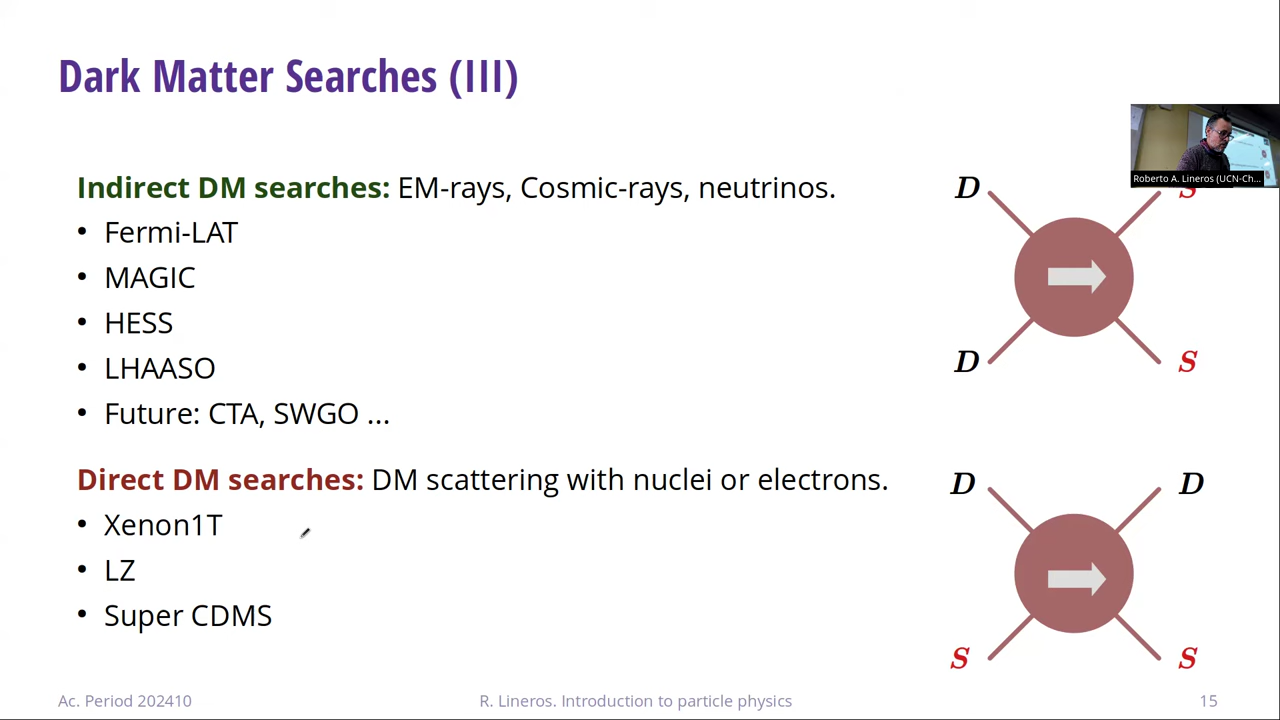 Dark Matter Searches (III)
Roberto A. Lineros (UCN-Ch...
Indirect DM searches: EM-rays, Cosmic-rays, neutrinos.
• Fermi-LAT
• MAGIC
• HESS
• LHAASO
• Future: CTA, SWGO ...
D
S
D
S
Direct DM searches: DM scattering with nuclei or electrons.
• Xenon1T
• LZ
• Super CDMS
D
D
S
S
Ac. Period 202410
R. Lineros. Introduction to particle physics
15